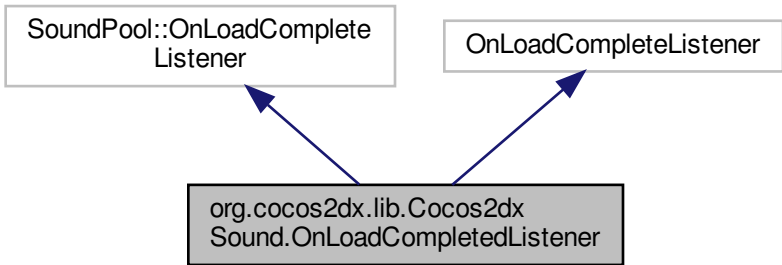 SoundPool::OnLoadComplete
Listener
OnLoadCompleteListener
org.cocos2dx.lib.Cocos2dx
Sound.OnLoadCompletedListener